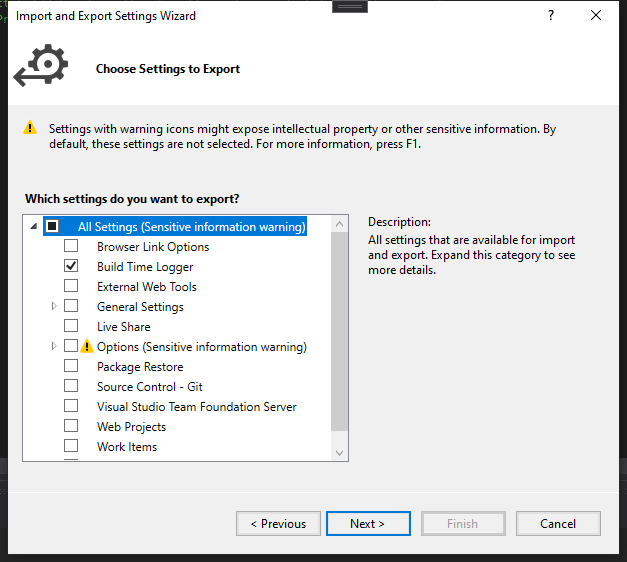 Import and Export Settings Wizard
?
Choose Settings to Export
Settings with warning icons might expose intellectual property or other sensitive information. By
default, these settings are not selected. For more information, press F1.
Which settings do you want to export?
All Settings (Sensitive information warning)
Browser Link Options
Build Time Logger
External Web Tools
General Settings
Live Share
Options (Sensitive information warning)
Package Restore
Source Control - Git
Visual Studio Team Foundation Server
Web Projects
Work Items
Description:
All settings that are available for import
and export. Expand this category to see
more details.
< Previous
Next >
Finish
Cancel